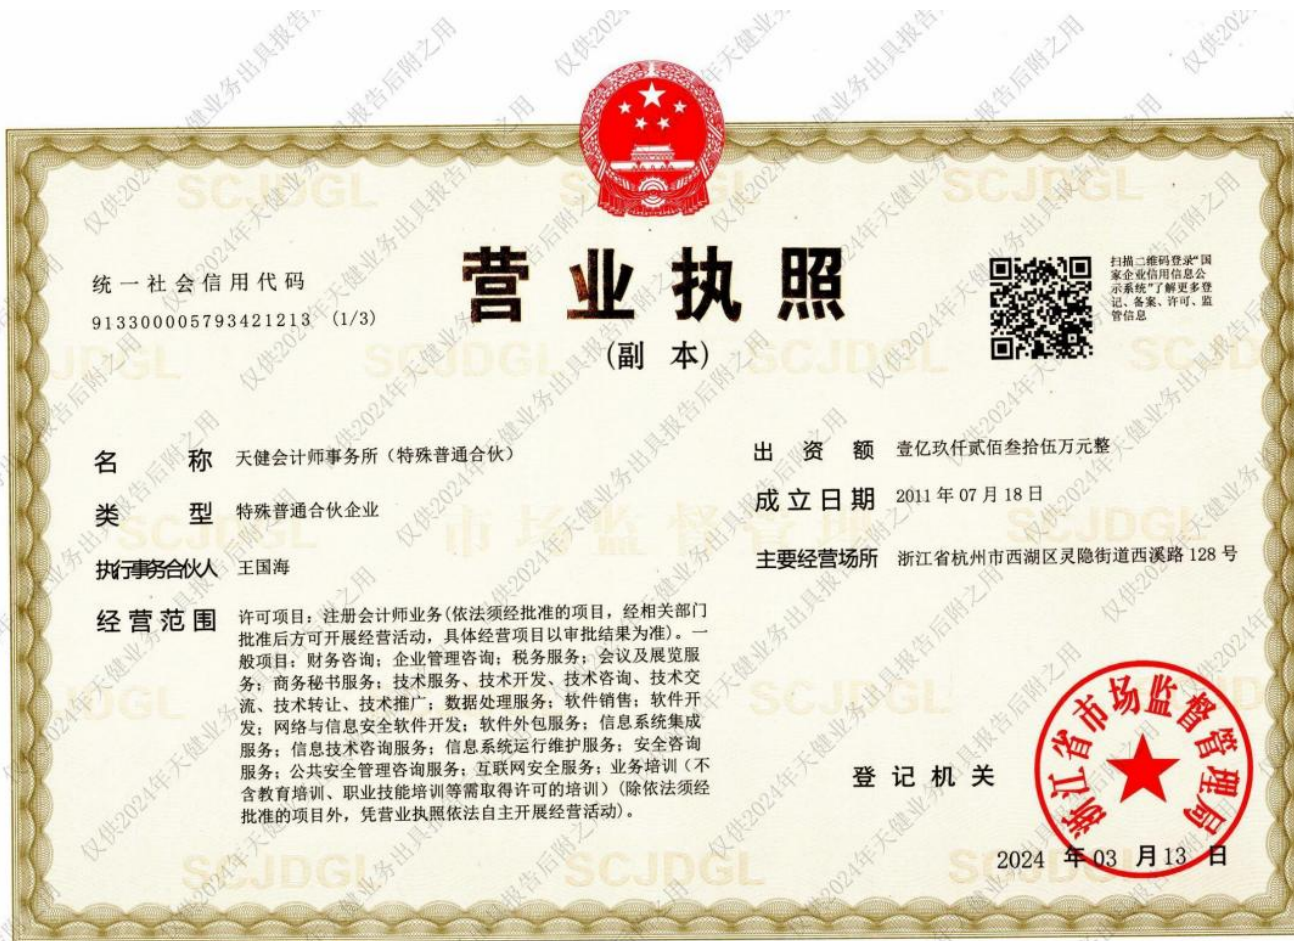 营业执照
(副 本)
统一社会信用代码
913300005793421213 (1/3)
扫描二维码登录“国
家企业信用信息公
示系统”了解更多登
记、备案、许可、监
管信息
名 称 天健会计师事务所（特殊普通合伙）
类 型 特殊普通合伙企业
执行事务合伙人 王国海
经营范围 许可项目：注册会计师业务(依法须经批准的项目，经相关部门
批准后方可开展经营活动，具体经营项目以审批结果为准)。一
般项目：财务咨询；企业管理咨询；税务服务；会议及展览服
务；商务秘书服务；技术服务、技术开发、技术咨询、技术交
流、技术转让、技术推广；数据处理服务；软件销售；软件开
发；网络与信息安全软件开发；软件外包服务；信息系统集成
服务；信息技术咨询服务；信息系统运行维护服务；安全咨询
服务；公共安全管理咨询服务；互联网安全服务；业务培训（不
含教育培训、职业技能培训等需取得许可的培训）(除依法须经
批准的项目外，凭营业执照依法自主开展经营活动)。
出 资 额 壹亿玖仟贰佰叁拾伍万元整
成立日期 2011年07月18日
主要经营场所 浙江省杭州市西湖区灵隐街道西溪路128号
登记机关
浙江省市场监督管理局
2024 年 03 月 13 日
SCJDGL
市场监督管理
仅供2024年天健业务出具报告后附之用